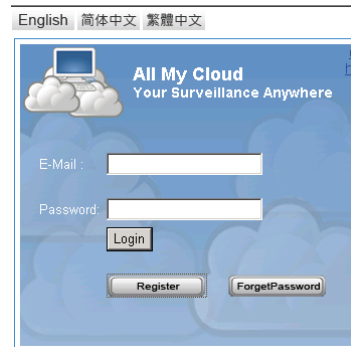 English 简体中文 繁體中文
All My Cloud
Your Surveillance Anywhere
E-Mail :
Password:
Login
Register ForgetPassword